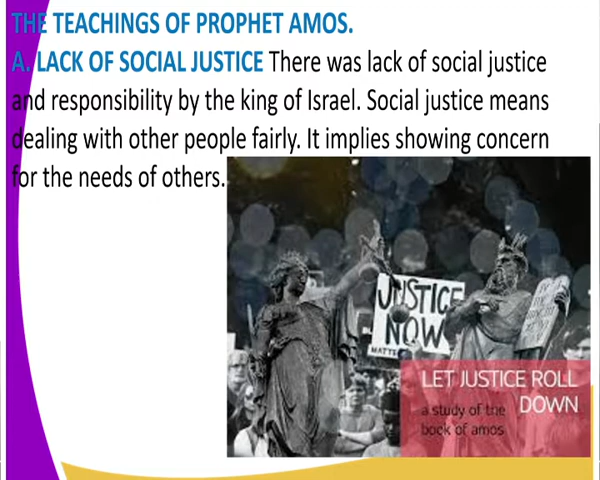 THE TEACHINGS OF PROPHET AMOS.
A. LACK OF SOCIAL JUSTICE There was lack of social justice
and responsibility by the king of Israel. Social justice means
dealing with other people fairly. It implies showing concern
for the needs of others.
JUSTICE
NOW
MATTE
LET JUSTICE ROLL
DOWN
a study of the
book of amos